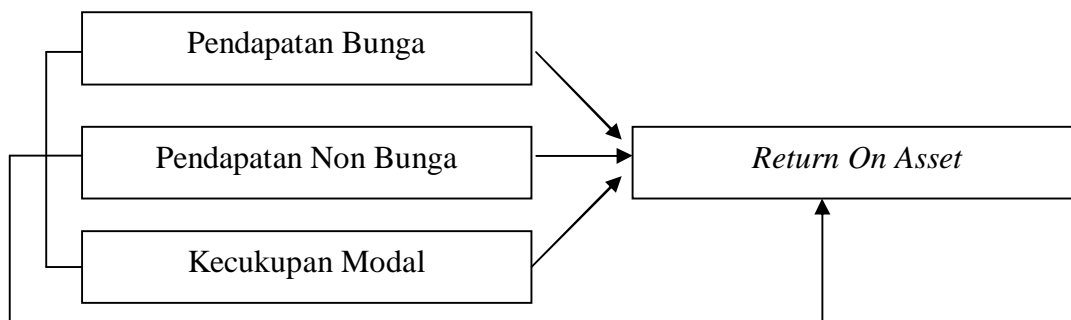 Pendapatan Bunga
Pendapatan Non Bunga
Return On Asset
Kecukupan Modal